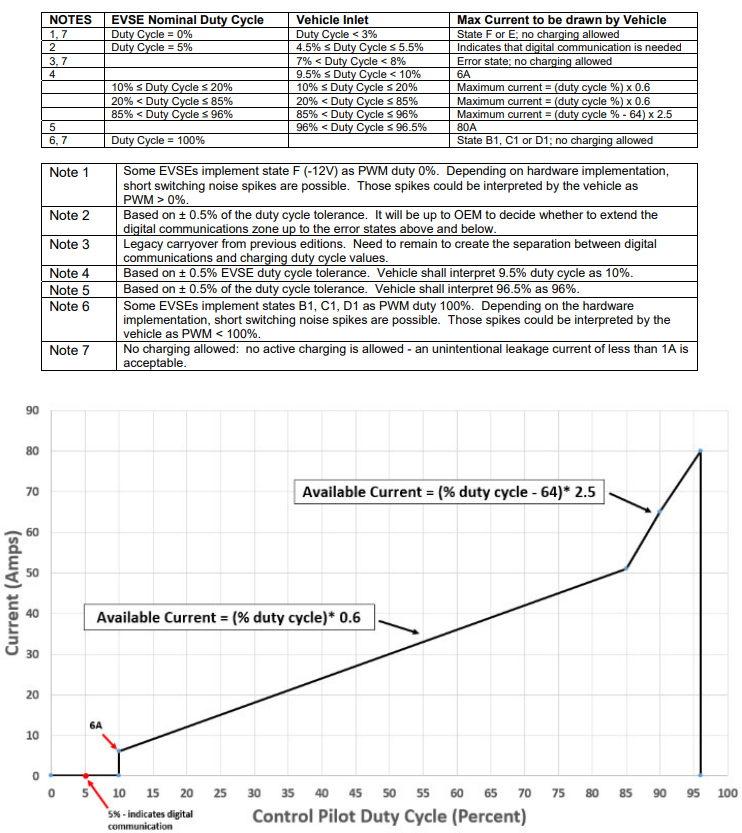 NOTES EVSE Nominal Duty Cycle Vehicle Inlet Max Current to be drawn by Vehicle
1, 7 Duty Cycle = 0% Duty Cycle < 3% State F or E; no charging allowed
2 Duty Cycle = 5% 4.5% ≤ Duty Cycle ≤ 5.5% Indicates that digital communication is needed
3, 7 7% < Duty Cycle < 8% Error state; no charging allowed
4 9.5% ≤ Duty Cycle < 10% 6A
10% ≤ Duty Cycle ≤ 20% 10% ≤ Duty Cycle ≤ 20% Maximum current = (duty cycle %) x 0.6
20% < Duty Cycle ≤ 85% 20% < Duty Cycle ≤ 85% Maximum current = (duty cycle %) x 0.6
85% < Duty Cycle ≤ 96% 85% < Duty Cycle ≤ 96% Maximum current = (duty cycle % - 64) x 2.5
5 96% < Duty Cycle ≤ 96.5% 80A
6, 7 Duty Cycle = 100% State B1, C1 or D1; no charging allowed
Note 1 Some EVSEs implement state F (-12V) as PWM duty 0%. Depending on hardware implementation,
short switching noise spikes are possible. Those spikes could be interpreted by the vehicle as
PWM > 0%.
Note 2 Based on ± 0.5% of the duty cycle tolerance. It will be up to OEM to decide whether to extend the
digital communications zone up to the error states above and below.
Note 3 Legacy carryover from previous editions. Need to remain to create the separation between digital
communications and charging duty cycle values.
Note 4 Based on ± 0.5% EVSE duty cycle tolerance. Vehicle shall interpret 9.5% duty cycle as 10%.
Note 5 Based on ± 0.5% of the duty cycle tolerance. Vehicle shall interpret 96.5% as 96%.
Note 6 Some EVSEs implement states B1, C1, D1 as PWM duty 100%. Depending on the hardware
implementation, short switching noise spikes are possible. Those spikes could be interpreted by the
vehicle as PWM < 100%.
Note 7 No charging allowed: no active charging is allowed - an unintentional leakage current of less than 1A is
acceptable.
90
80
70
60
50
40
30
20
10
0
Current (Amps)
Available Current = (% duty cycle - 64)* 2.5
Available Current = (% duty cycle)* 0.6
6A
0 5 10 15 20 25 30 35 40 45 50 55 60 65 70 75 80 85 90 95 100
5% - indicates digital
communication
Control Pilot Duty Cycle (Percent)